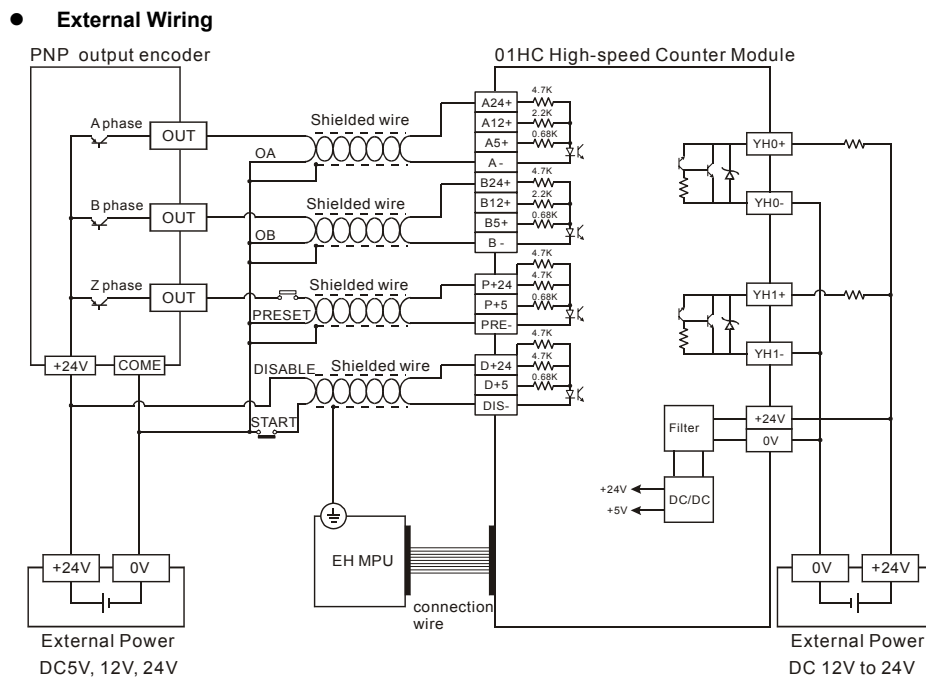 ● External Wiring
PNP output encoder
01HC High-speed Counter Module
A phase
OUT
OA
Shielded wire
B phase
OUT
OB
Shielded wire
Z phase
OUT
PRESET
Shielded wire
+24V
COME
DISABLE
Shielded wire
START
A24+
A12+
A5+
A-
B24+
B12+
B5+
B -
P+24
P+5
PRE-
D+24
D+5
DIS-
4.7K
2.2K
0.68K
4.7K
2.2K
0.68K
4.7K
4.7K
0.68K
4.7K
4.7K
0.68K
YH0+
YH0-
YH1+
YH1-
+24V
0V
Filter
DC/DC
+24V
+5V
EH MPU
connection
wire
+24V
0V
External Power
DC5V, 12V, 24V
0V
+24V
External Power
DC 12V to 24V